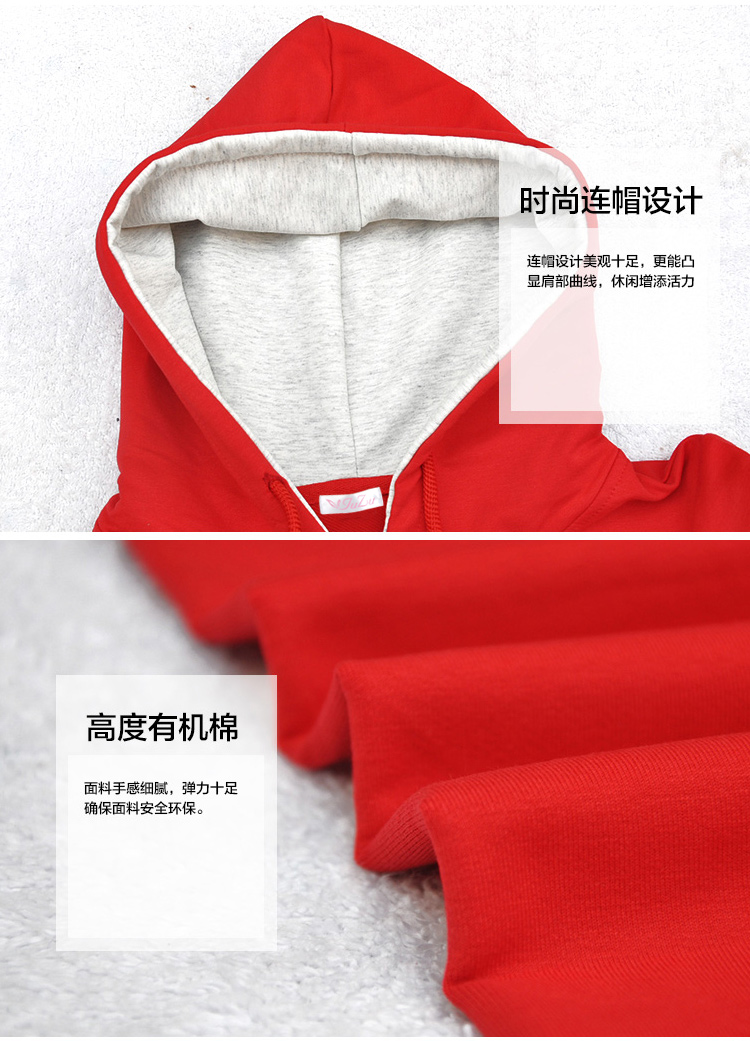 时尚连帽设计
连帽设计美观十足，更能凸
显肩部曲线，休闲增添活力
高度有机棉
面料手感细腻，弹力十足
确保面料安全环保。